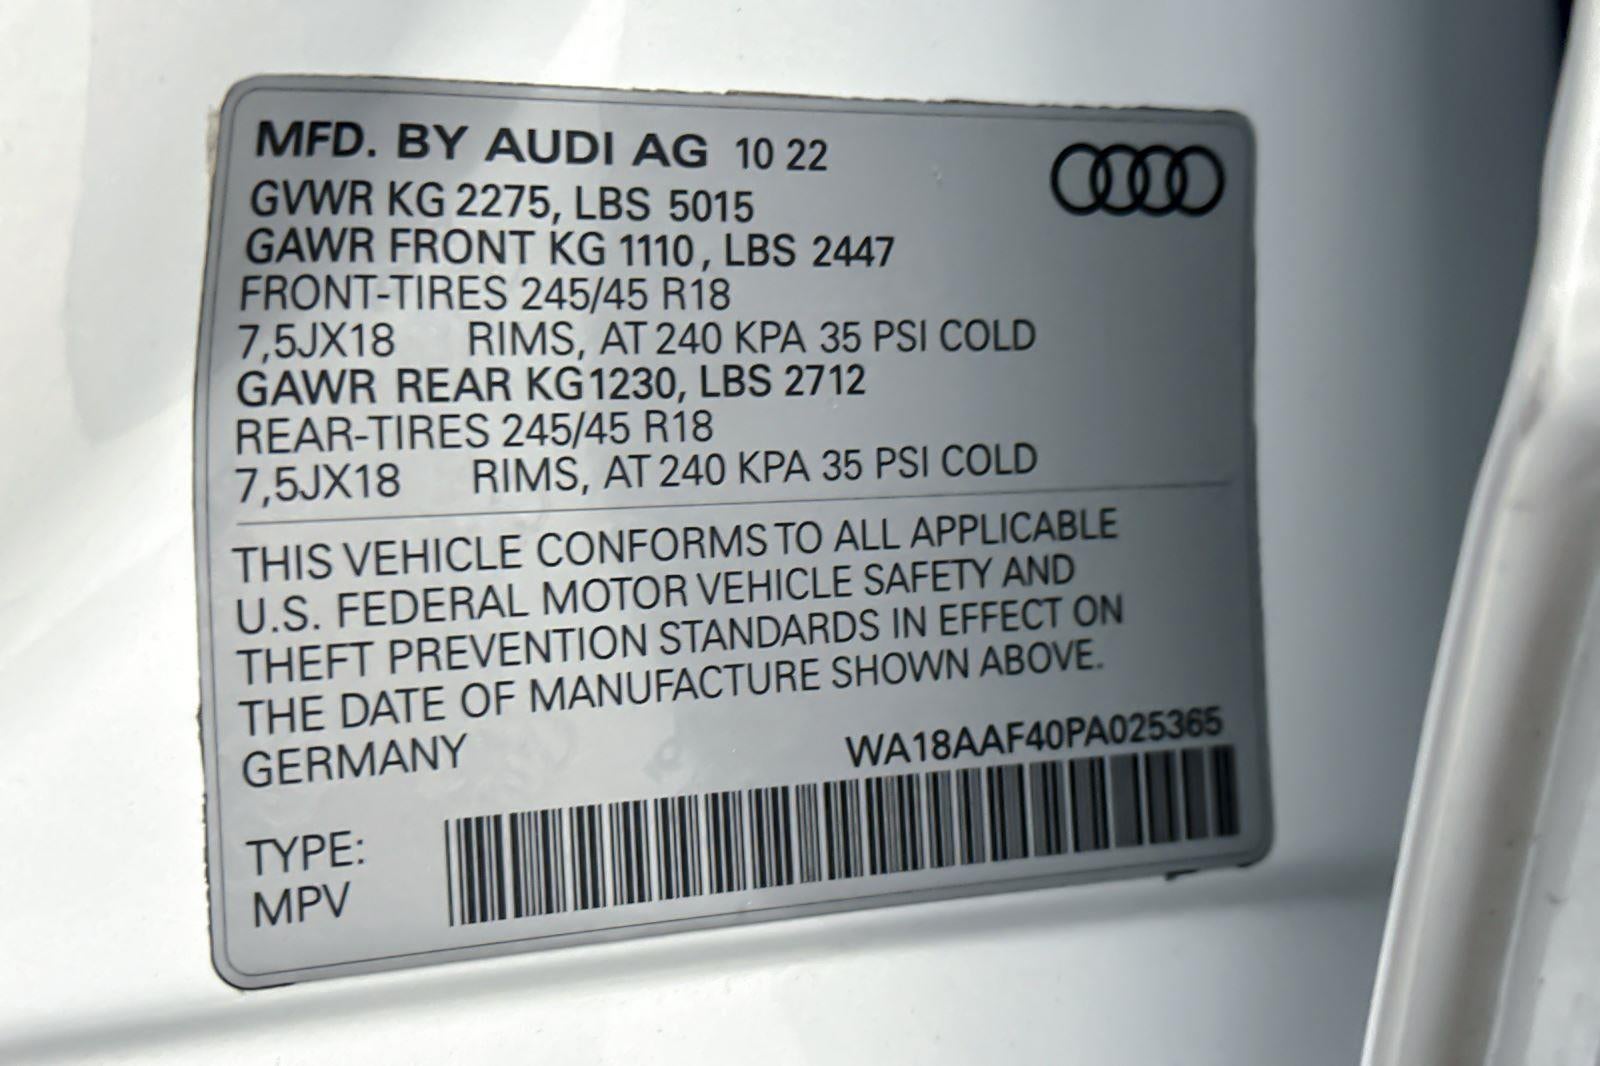 MFD. BY AUDI AG 10 22
GVWR KG 2275, LBS 5015
GAWR FRONT KG 1110, LBS 2447
FRONT-TIRES 245/45 R18
7,5JX18 RIMS, AT 240 KPA 35 PSI COLD
GAWR REAR KG1230, LBS 2712
REAR-TIRES 245/45 R18
7,5JX18 RIMS, AT 240 KPA 35 PSI COLD
THIS VEHICLE CONFORMS TO ALL APPLICABLE
U.S. FEDERAL MOTOR VEHICLE SAFETY AND
THEFT PREVENTION STANDARDS IN EFFECT ON
THE DATE OF MANUFACTURE SHOWN ABOVE.
GERMANY
WA18AAF40PA025365
TYPE:
MPV